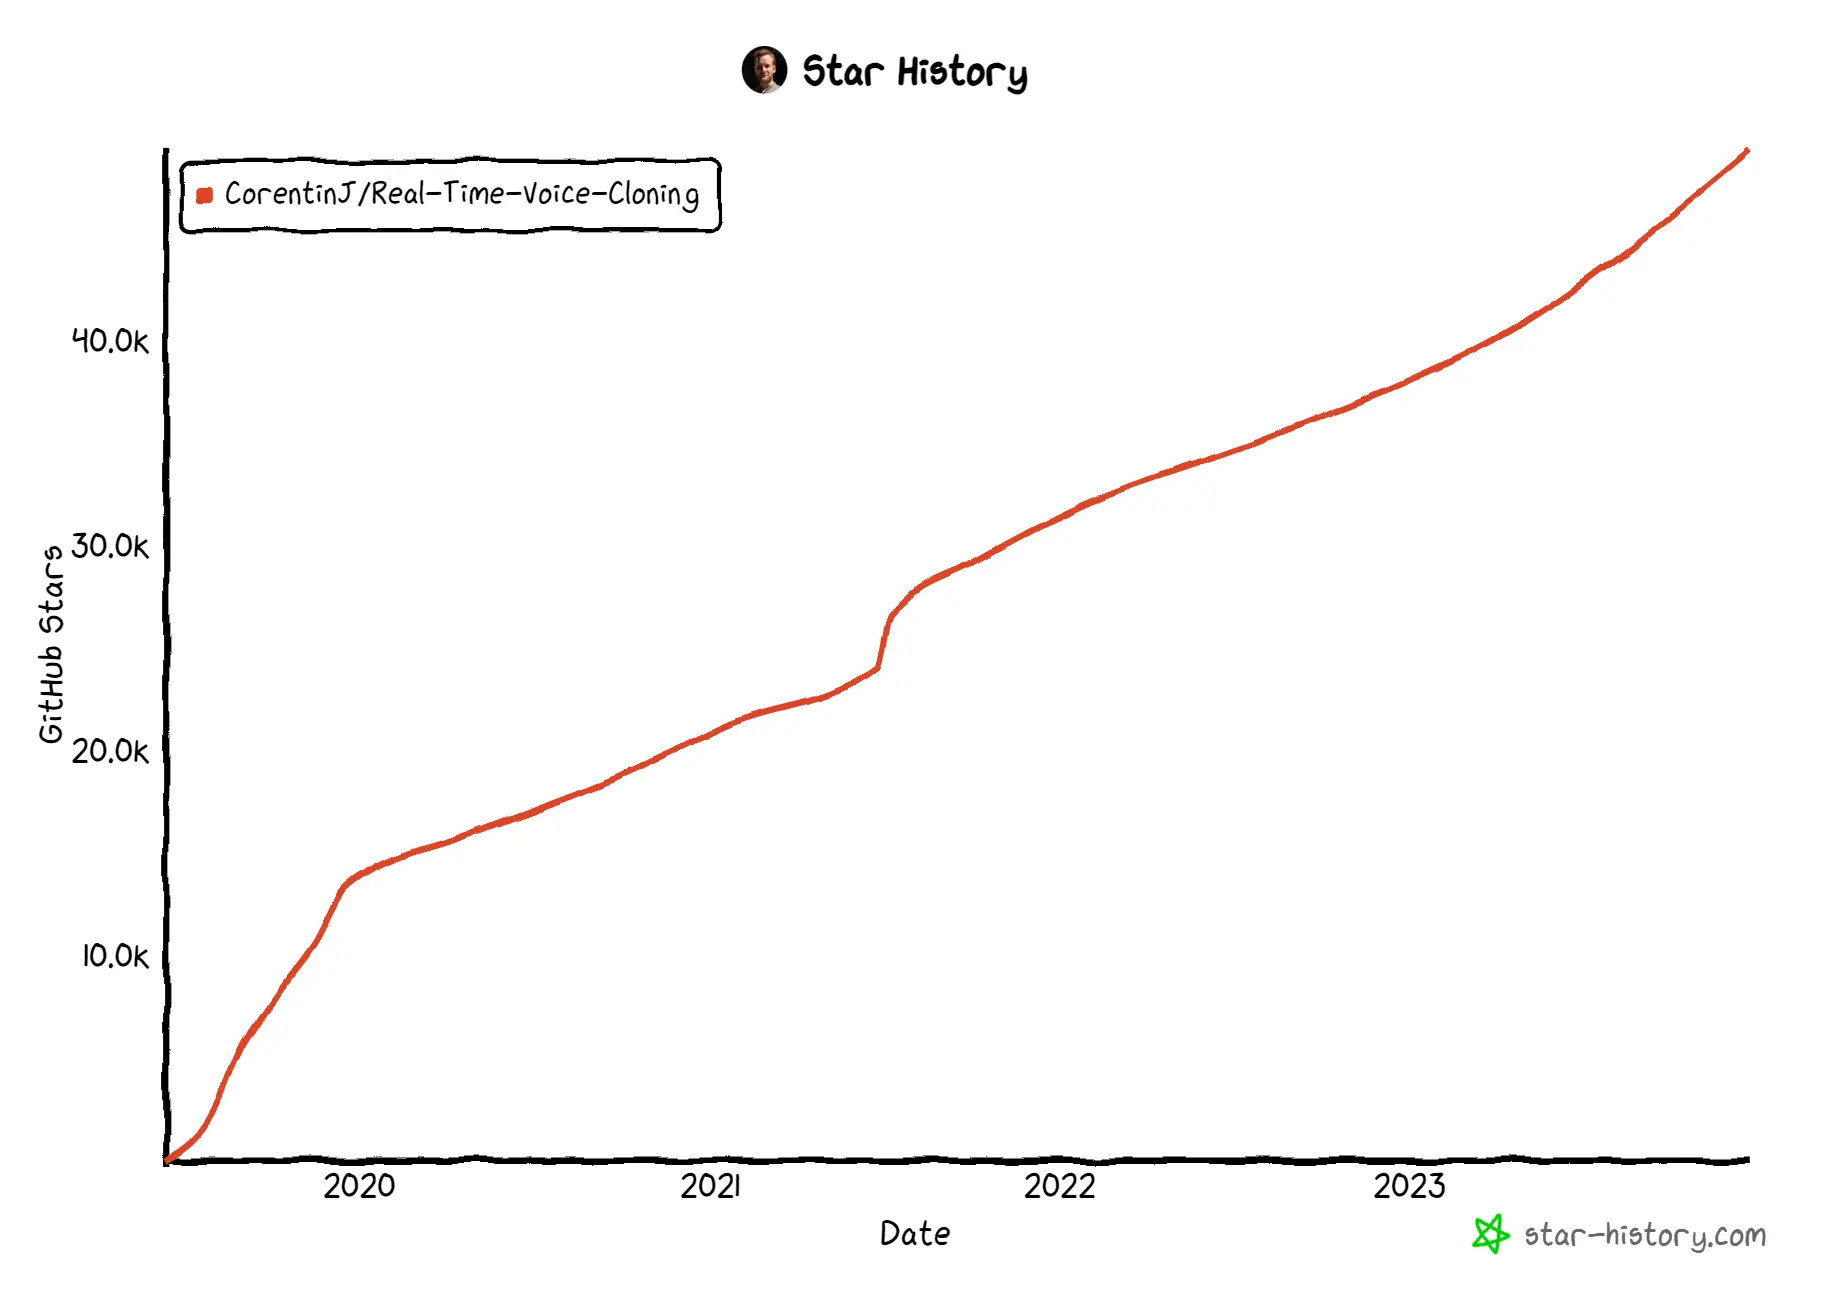 Star History
CorentinJ/Real-Time-Voice-Cloning
40.0k
30.0k
20.0k
10.0k
GitHub Stars
2020 2021 2022 2023
Date
star-history.com